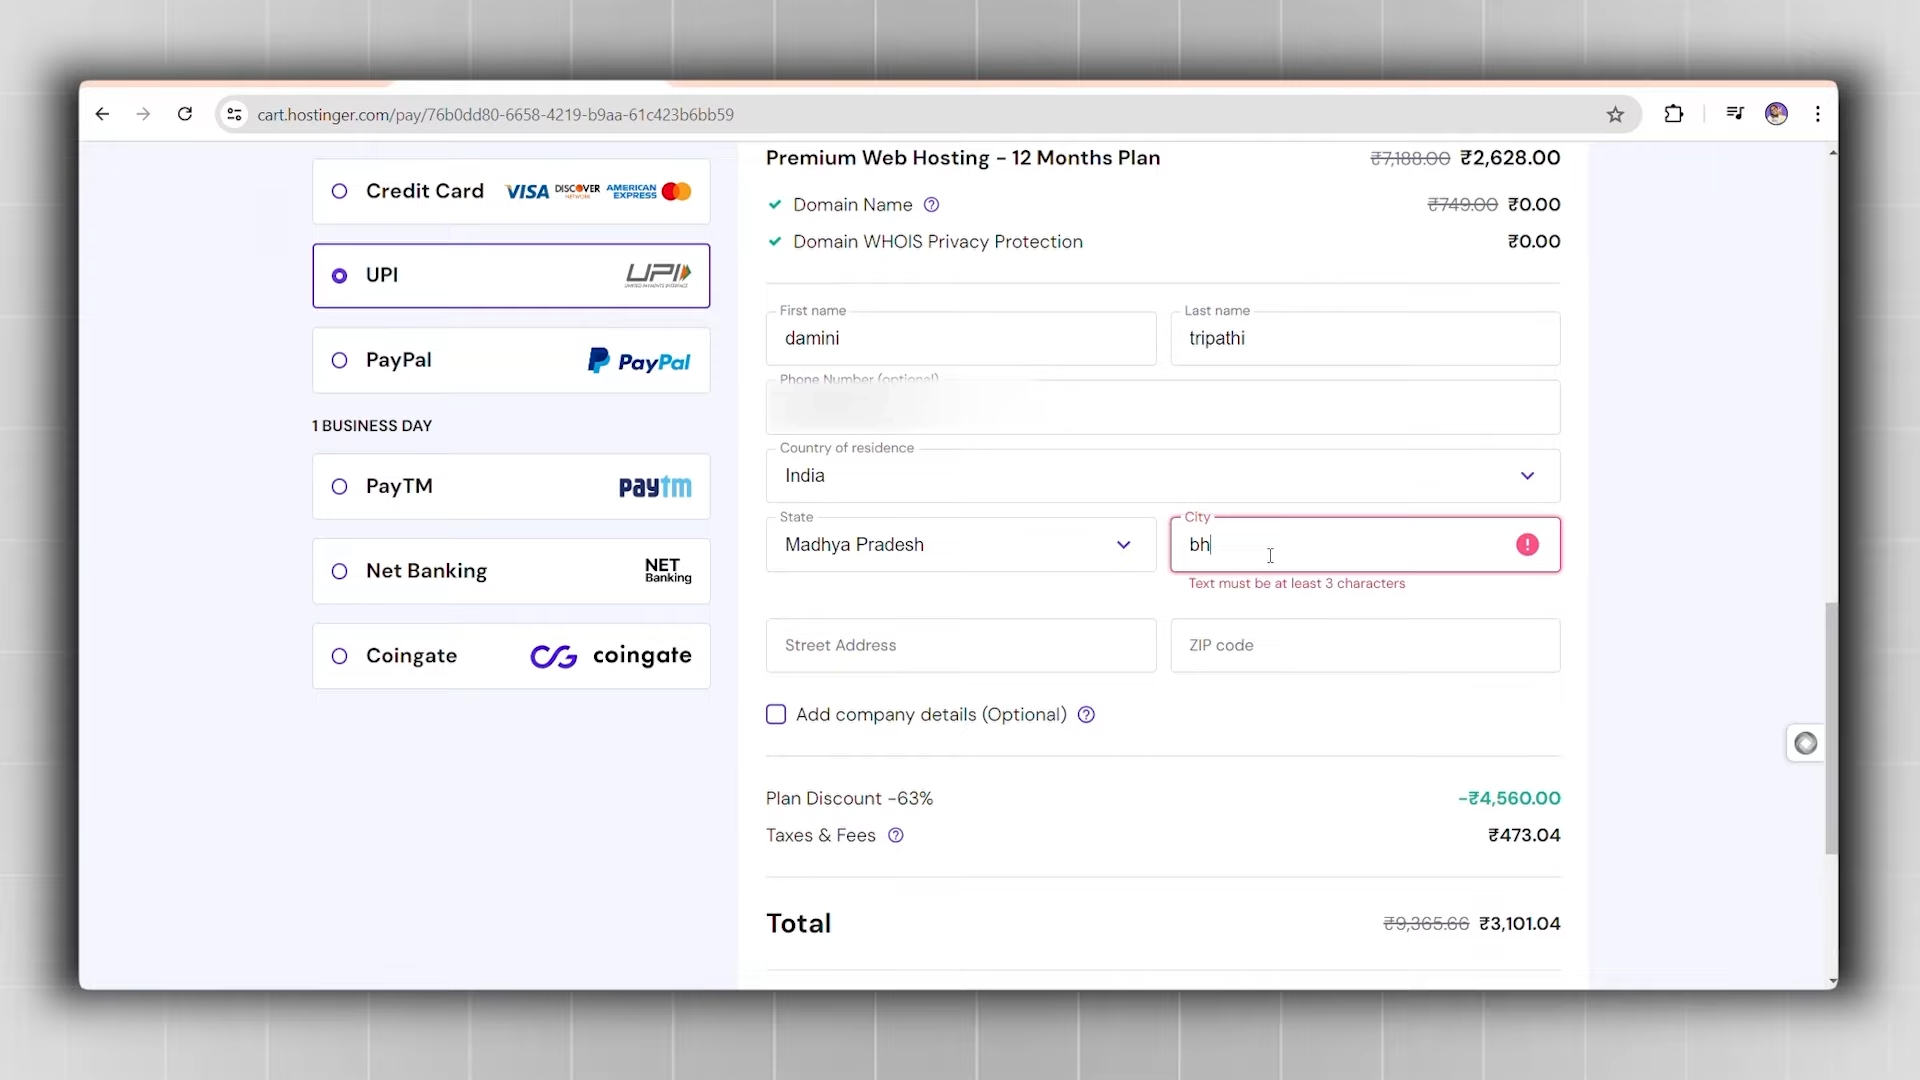 cart.hostinger.com/pay/76b0dd80-6658-4219-b9aa-61c423b6bb59
Credit Card VISA DISCOVER NETWORK AMERICAN EXPRESS
UPI UPI UNIFIED PAYMENTS INTERFACE
PayPal PayPal
1 BUSINESS DAY
PayTM paytm
Net Banking NET Banking
Coingate coingate
Premium Web Hosting - 12 Months Plan ₹7,188.00 ₹2,628.00
Domain Name ₹749.00 ₹0.00
Domain WHOIS Privacy Protection ₹0.00
First name
damini
Last name
tripathi
Phone Number (optional)
Country of residence
India
State
Madhya Pradesh
City
bh
Text must be at least 3 characters
Street Address
ZIP code
Add company details (Optional)
Plan Discount -63% -₹4,560.00
Taxes & Fees ₹473.04
Total ₹9,365.66 ₹3,101.04